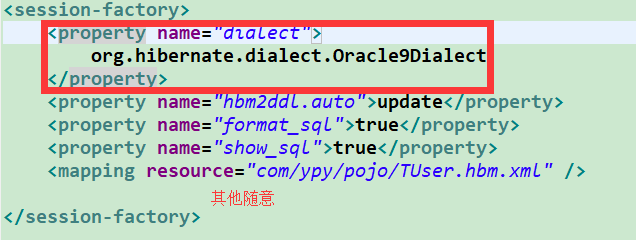 <session-factory>
<property name="dialect">
org.hibernate.dialect.Oracle9Dialect
</property>
<property name="hbm2ddl.auto">update</property>
<property name="format_sql">true</property>
<property name="show_sql">true</property>
<mapping resource="com/ypy/pojo/TUser.hbm.xml" />
其他随意
</session-factory>